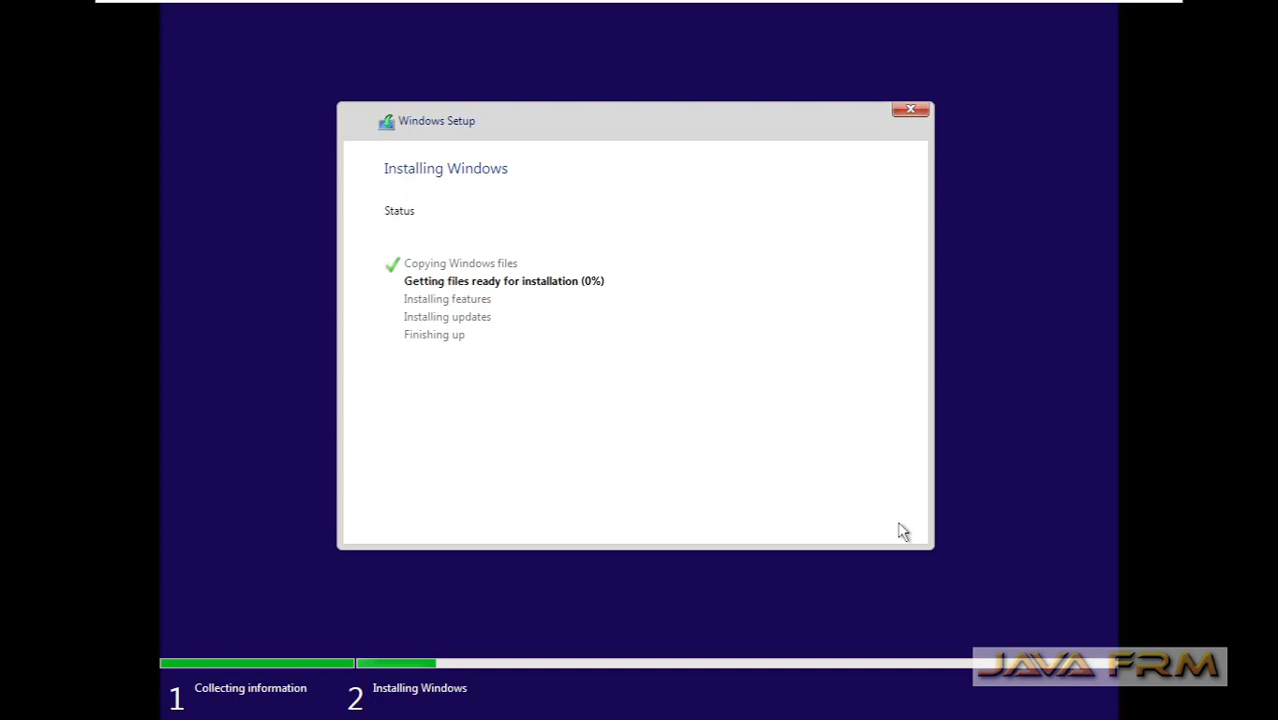 Windows Setup
Installing Windows
Status
Copying Windows files
Getting files ready for installation (0%)
Installing features
Installing updates
Finishing up
1 Collecting information
2 Installing Windows
JAVA FRM